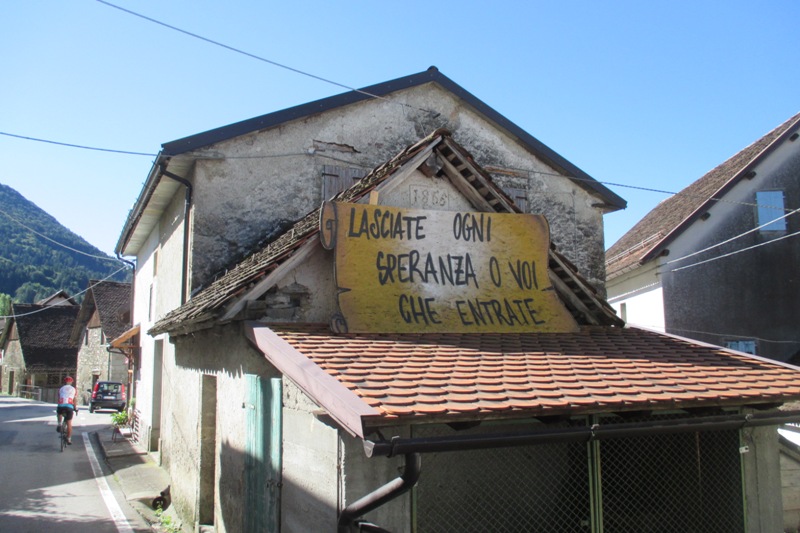 LASCIATE OGNI
SPERANZA O VOI
CHE ENTRATE